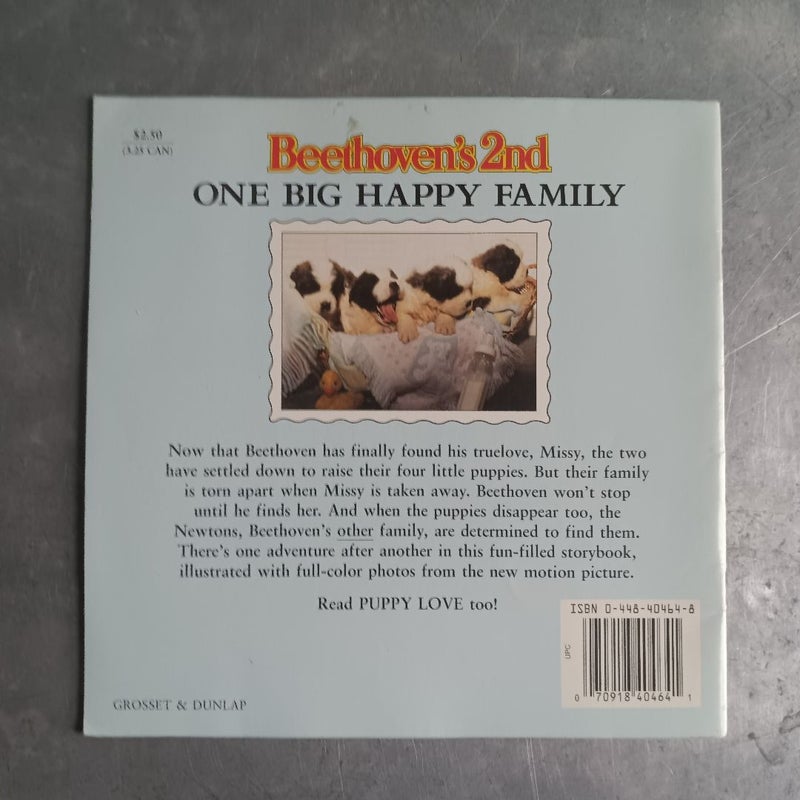 $2.50
(3.25 CAN)
Beethoven's 2nd
ONE BIG HAPPY FAMILY
Now that Beethoven has finally found his truelove, Missy, the two
have settled down to raise their four little puppies. But their family
is torn apart when Missy is taken away. Beethoven won't stop
until he finds her. And when the puppies disappear too, the
Newtons, Beethoven's other family, are determined to find them.
There's one adventure after another in this fun-filled storybook,
illustrated with full-color photos from the new motion picture.
Read PUPPY LOVE too!
ISBN 0-448-40464-8
UPC
0 70918 40464 1
GROSSET & DUNLAP